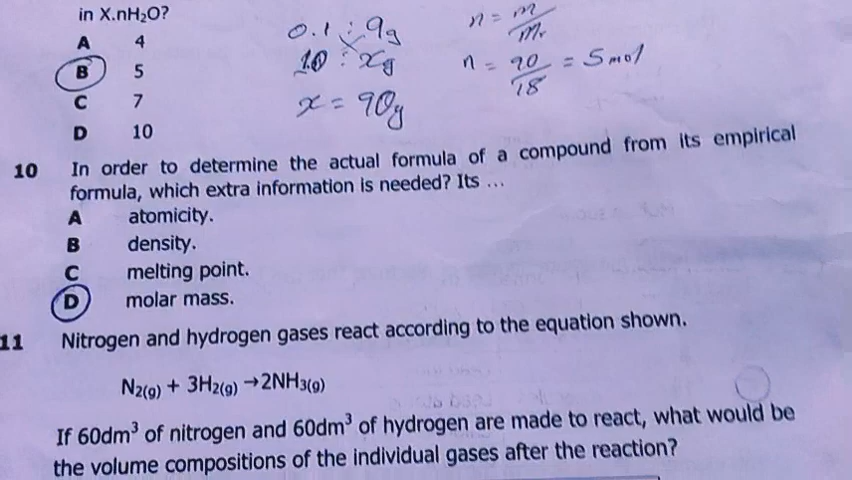 in X.nH₂O?
A 4
B 5
C 7
D 10
0.1 : 9g
10 : xg
x = 90g
n = m/Mr
n = 90/18 = 5 mol
10 In order to determine the actual formula of a compound from its empirical
formula, which extra information is needed? Its ...
A atomicity.
B density.
C melting point.
D molar mass.
11 Nitrogen and hydrogen gases react according to the equation shown.
N₂(g) + 3H₂(g) → 2NH₃(g)
If 60dm³ of nitrogen and 60dm³ of hydrogen are made to react, what would be
the volume compositions of the individual gases after the reaction?